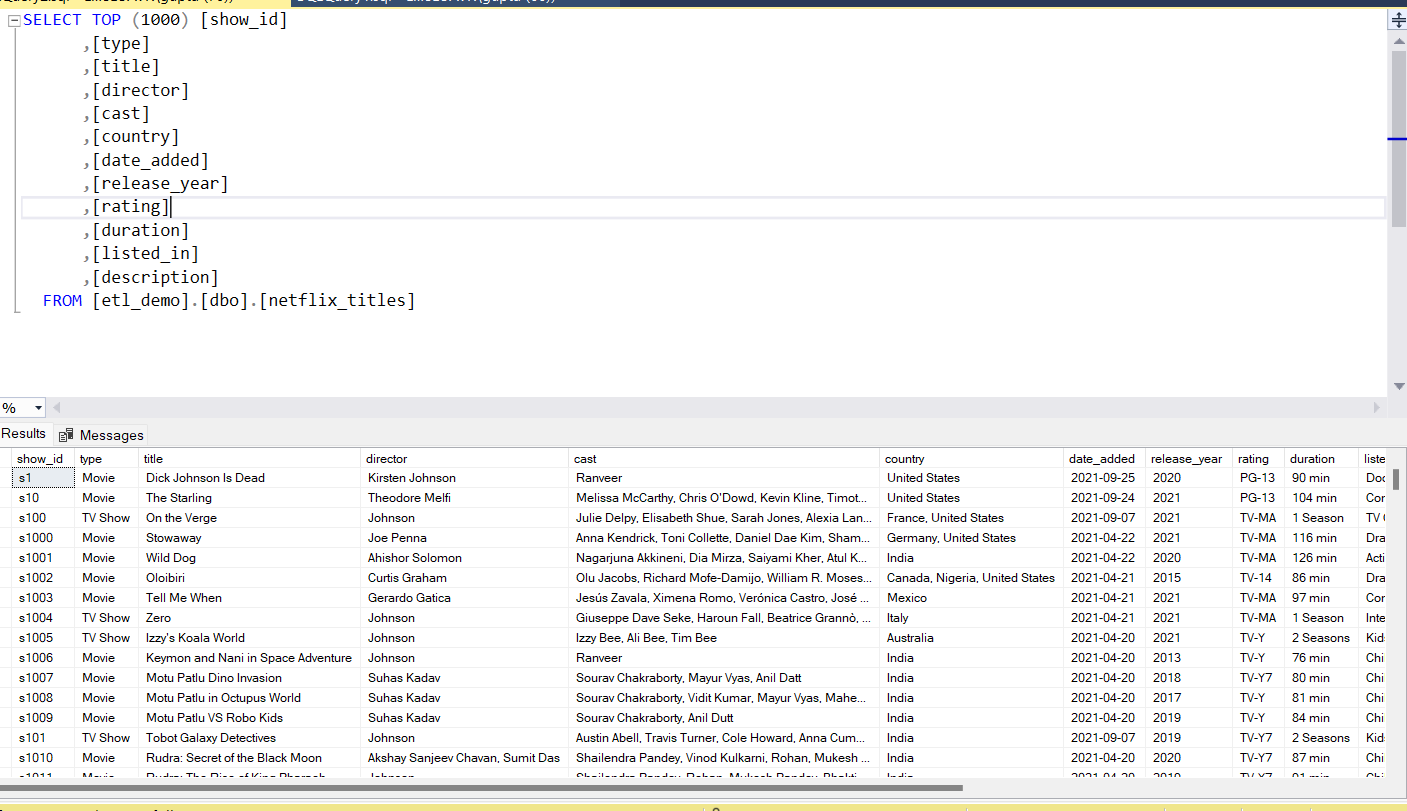 SELECT TOP (1000) [show_id]
,[type]
,[title]
,[director]
,[cast]
,[country]
,[date_added]
,[release_year]
,[rating]
,[duration]
,[listed_in]
,[description]
FROM [etl_demo].[dbo].[netflix_titles]
%
Results Messages
show_id type title director cast country date_added release_year rating duration liste
s1 Movie Dick Johnson Is Dead Kirsten Johnson Ranveer United States 2021-09-25 2020 PG-13 90 min Doc
s10 Movie The Starling Theodore Melfi Melissa McCarthy, Chris O'Dowd, Kevin Kline, Timot... United States 2021-09-24 2021 PG-13 104 min Cor
s100 TV Show On the Verge Johnson Julie Delpy, Elisabeth Shue, Sarah Jones, Alexia Lan... France, United States 2021-09-07 2021 TV-MA 1 Season TV
s1000 Movie Stowaway Joe Penna Anna Kendrick, Toni Collette, Daniel Dae Kim, Sham... Germany, United States 2021-04-22 2021 TV-MA 116 min Dra
s1001 Movie Wild Dog Ahishor Solomon Nagarjuna Akkineni, Dia Mirza, Saiyami Kher, Atul K... India 2021-04-22 2020 TV-MA 126 min Acti
s1002 Movie Oloibiri Curtis Graham Olu Jacobs, Richard Mofe-Damijo, William R. Moses... Canada, Nigeria, United States 2021-04-21 2015 TV-14 86 min Dra
s1003 Movie Tell Me When Gerardo Gatica Jesús Zavala, Ximena Romo, Verónica Castro, José ... Mexico 2021-04-21 2021 TV-MA 97 min Cor
s1004 TV Show Zero Johnson Giuseppe Dave Seke, Haroun Fall, Beatrice Grannò, ... Italy 2021-04-21 2021 TV-MA 1 Season Inte
s1005 TV Show Izzy's Koala World Johnson Izzy Bee, Ali Bee, Tim Bee Australia 2021-04-20 2021 TV-Y 2 Seasons Kid
s1006 Movie Keymon and Nani in Space Adventure Johnson Ranveer India 2021-04-20 2013 TV-Y 76 min Chi
s1007 Movie Motu Patlu Dino Invasion Suhas Kadav Sourav Chakraborty, Mayur Vyas, Anil Datt India 2021-04-20 2018 TV-Y7 80 min Chi
s1008 Movie Motu Patlu in Octupus World Suhas Kadav Sourav Chakraborty, Vidit Kumar, Mayur Vyas, Mahe... India 2021-04-20 2017 TV-Y 81 min Chi
s1009 Movie Motu Patlu VS Robo Kids Suhas Kadav Sourav Chakraborty, Anil Dutt India 2021-04-20 2019 TV-Y 84 min Chi
s101 TV Show Tobot Galaxy Detectives Johnson Austin Abell, Travis Turner, Cole Howard, Anna Cum... 2021-09-07 2019 TV-Y7 2 Seasons Kid
s1010 Movie Rudra: Secret of the Black Moon Akshay Sanjeev Chavan, Sumit Das Shailendra Pandey, Vinod Kulkarni, Rohan, Mukesh ... India 2021-04-20 2020 TV-Y7 87 min Chi